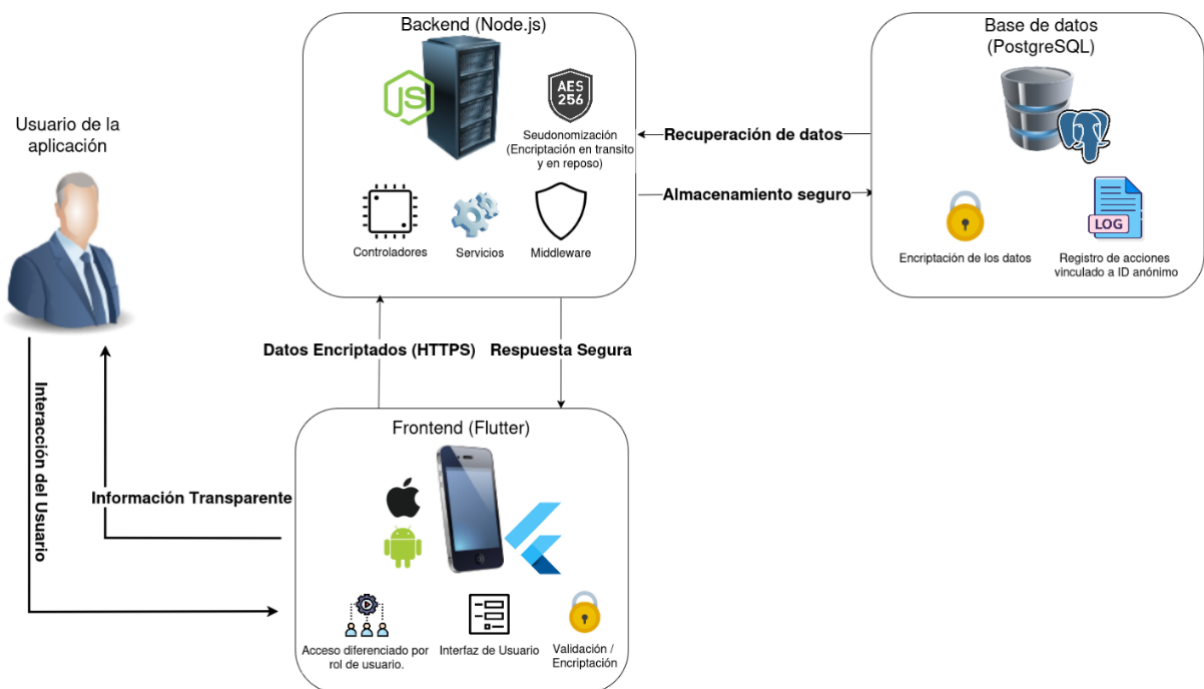 Backend (Node.js)
JS
AES
256
Seudonomización
(Encriptación en transito
y en reposo)
Controladores
Servicios
Middleware
Base de datos
(PostgreSQL)
Encriptación de los datos
LOG
Registro de acciones
vinculado a ID anónimo
Recuperación de datos
Almacenamiento seguro
Usuario de la
aplicación
Datos Encriptados (HTTPS)
Respuesta Segura
Interacción del Usuario
Información Transparente
Frontend (Flutter)
Acceso diferenciado por
rol de usuario.
Interfaz de Usuario
Validación /
Encriptación